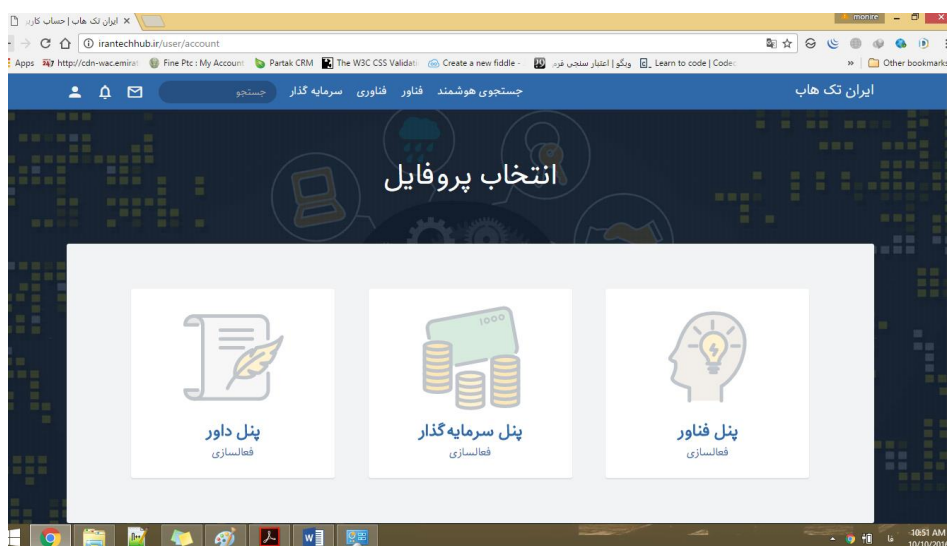 ایران تک هاب | حساب کاربر
monire
irantechhub.ir/user/account
Apps
http://cdn-wac.emirat
Fine Ptc : My Account
Partak CRM
The W3C CSS Validati
Create a new fiddle -
ویگو | اعتبار سنجی فرم
Learn to code | Codec
Other bookmarks
ایران تک هاب
جستجوی هوشمند
فناور
فناوری
سرمایه گذار
جستجو
انتخاب پروفایل
1000
پنل فناور
فعالسازی
پنل سرمایه‌گذار
فعالسازی
پنل داور
فعالسازی
فا
10:51 AM